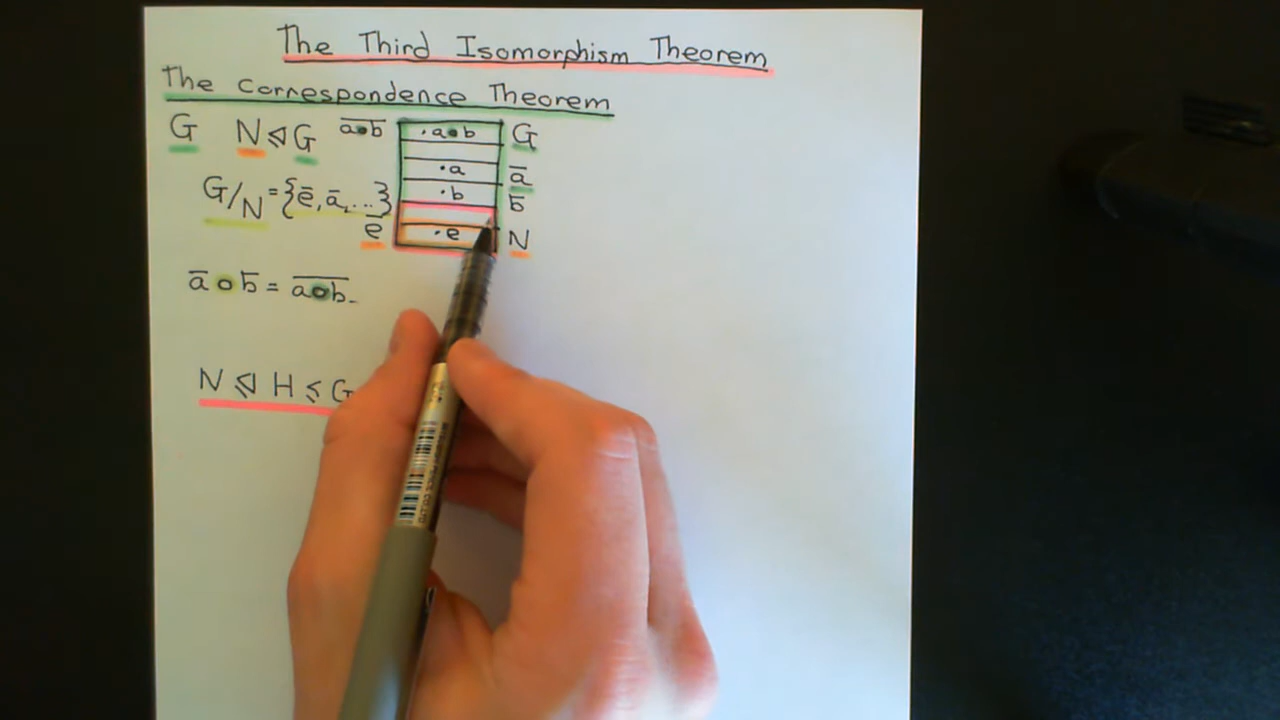 The Third Isomorphism Theorem
The Correspondence Theorem
G N ⊲ G a̅∘̅b̅ ·a∘b G
·a a̅
G/N = {e̅, a̅, ...} ·b b̅
e̅ ·e N
a̅ ∘ b̅ = a̅∘̅b̅
N ⊴ H ≤ G